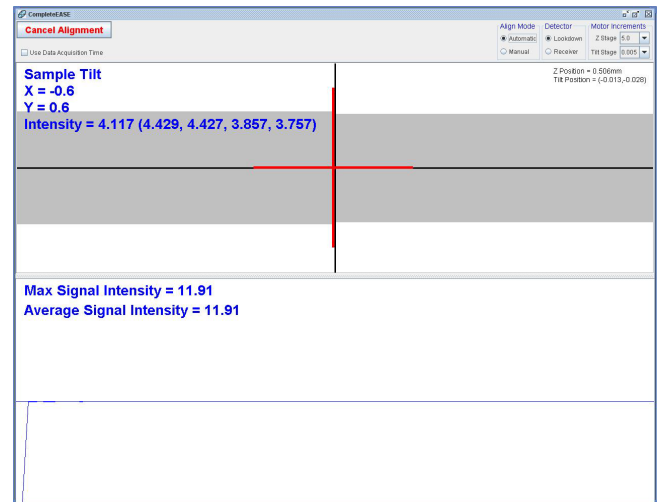 CompleteEASE
Cancel Alignment
Use Data Acquisition Time
Align Mode
Automatic
Manual
Detector
Lookdown
Receiver
Motor Increments
Z Stage 5.0
Tilt Stage 0.005
Sample Tilt
X = -0.6
Y = 0.6
Intensity = 4.117 (4.429, 4.427, 3.857, 3.757)
Z Position = 0.506mm
Tilt Position = (-0.013,-0.028)
Max Signal Intensity = 11.91
Average Signal Intensity = 11.91